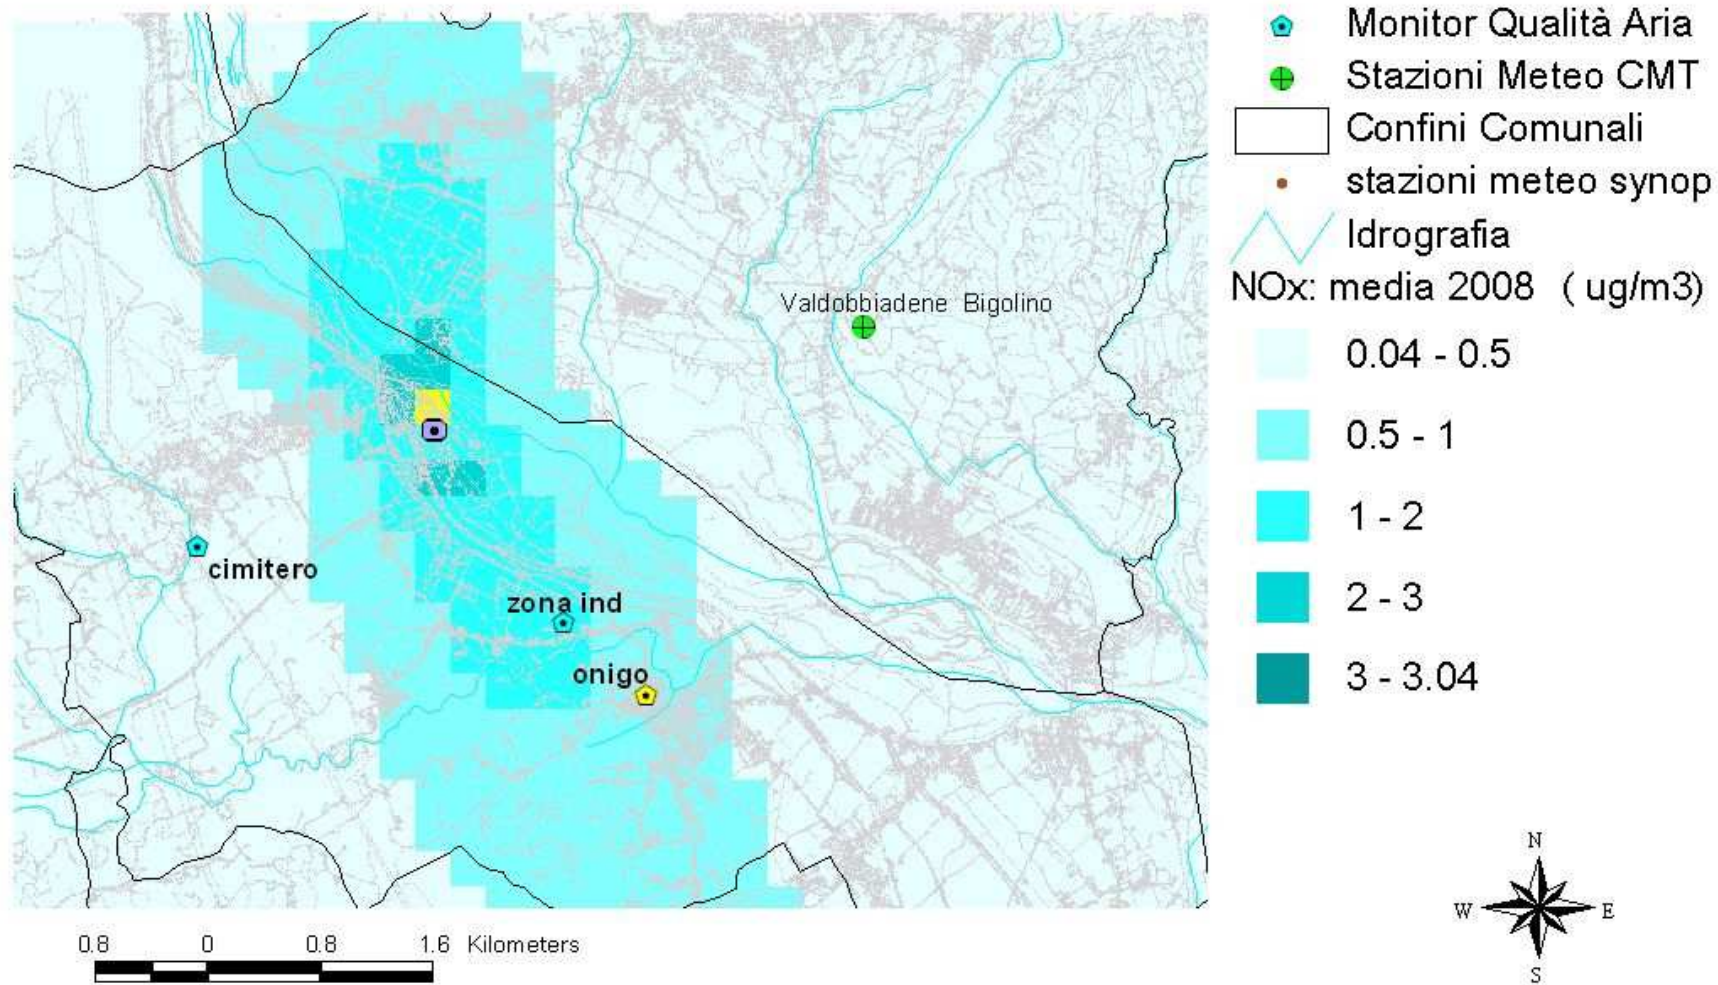 Monitor Qualità Aria
Stazioni Meteo CMT
Confini Comunali
stazioni meteo synop
Idrografia
NOx: media 2008 ( ug/m3)
0.04 - 0.5
0.5 - 1
1 - 2
2 - 3
3 - 3.04
Valdobbiadene Bigolino
cimitero
zona ind
onigo
N
W E
S
0.8 0 0.8 1.6 Kilometers